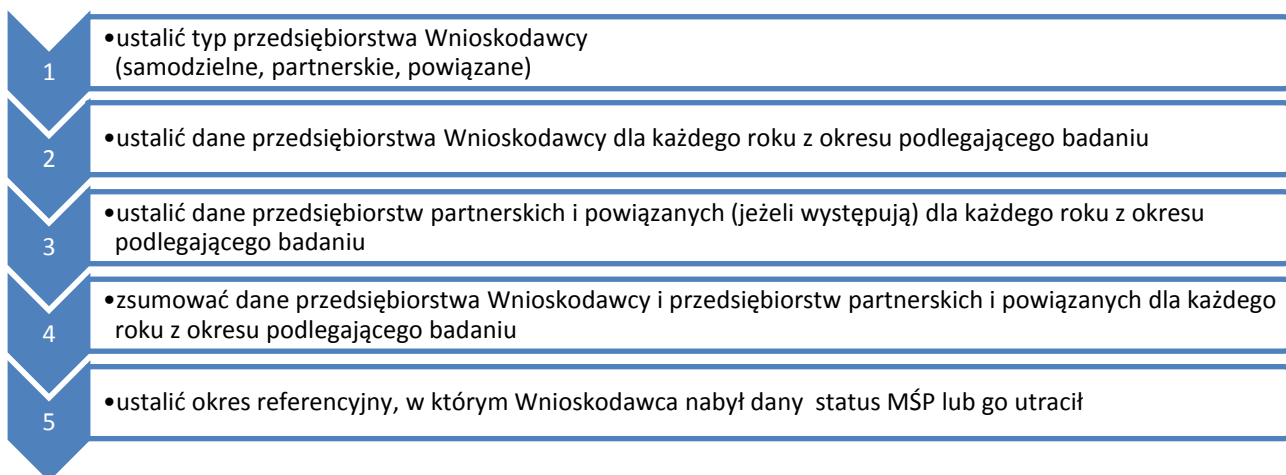 1
•ustalić typ przedsiębiorstwa Wnioskodawcy
(samodzielne, partnerskie, powiązane)
2
•ustalić dane przedsiębiorstwa Wnioskodawcy dla każdego roku z okresu podlegającego badaniu
3
•ustalić dane przedsiębiorstw partnerskich i powiązanych (jeżeli występują) dla każdego roku z okresu
podlegającego badaniu
4
•zsumować dane przedsiębiorstwa Wnioskodawcy i przedsiębiorstw partnerskich i powiązanych dla każdego
roku z okresu podlegającego badaniu
5
•ustalić okres referencyjny, w którym Wnioskodawca nabył dany status MŚP lub go utracił